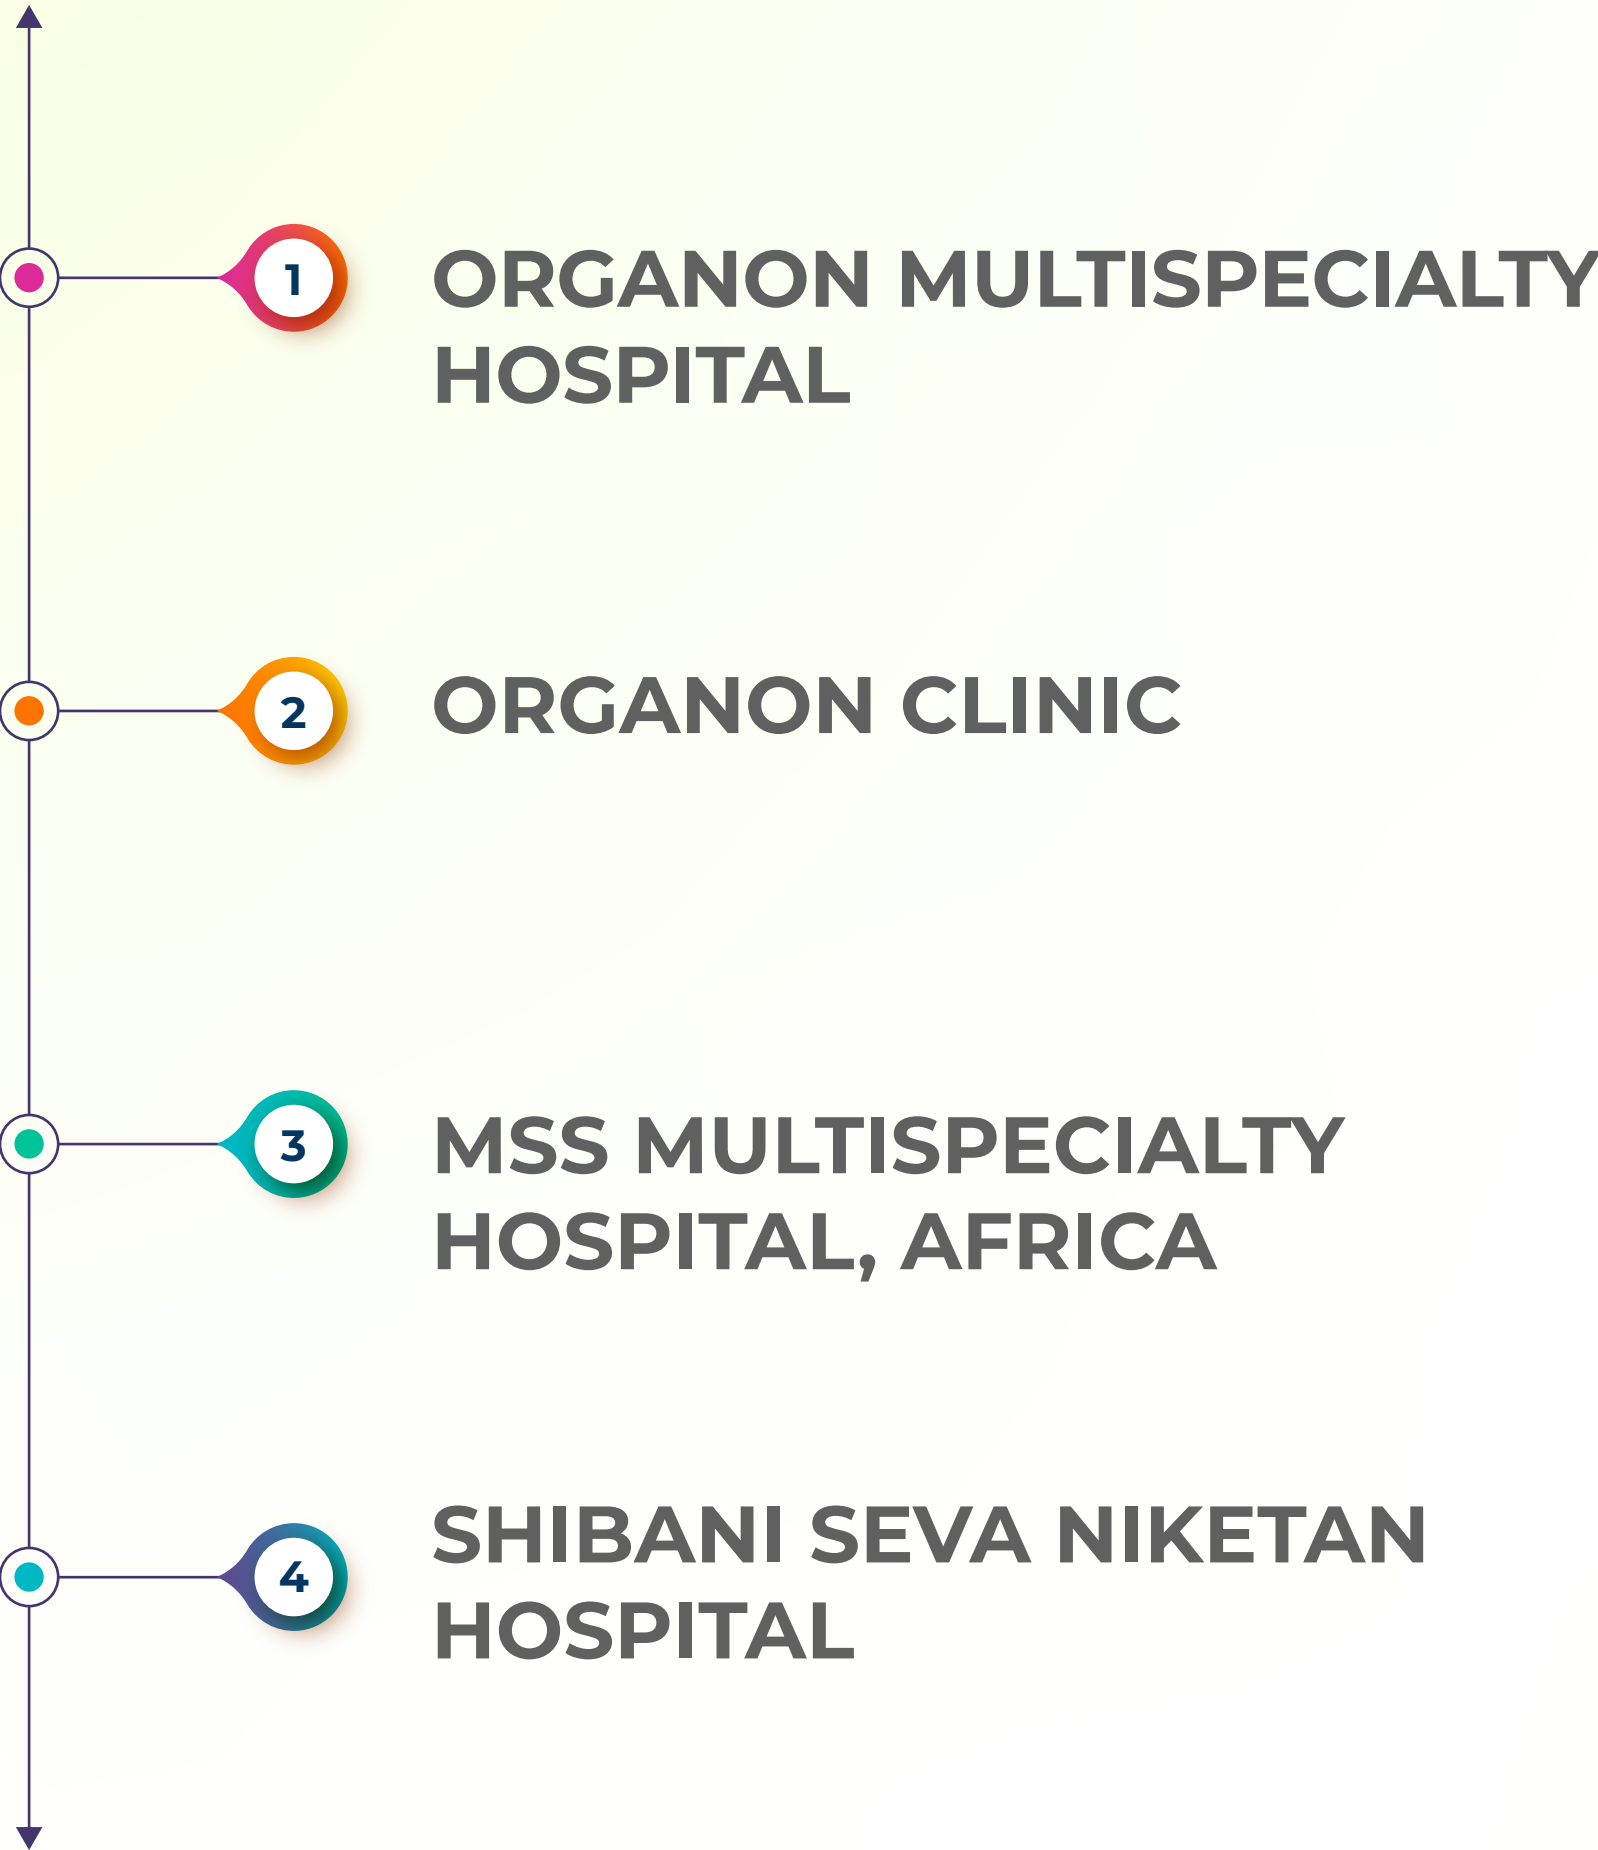 1
ORGANON MULTISPECIALTY
HOSPITAL
2
ORGANON CLINIC
3
MSS MULTISPECIALTY
HOSPITAL, AFRICA
4
SHIBANI SEVA NIKETAN
HOSPITAL